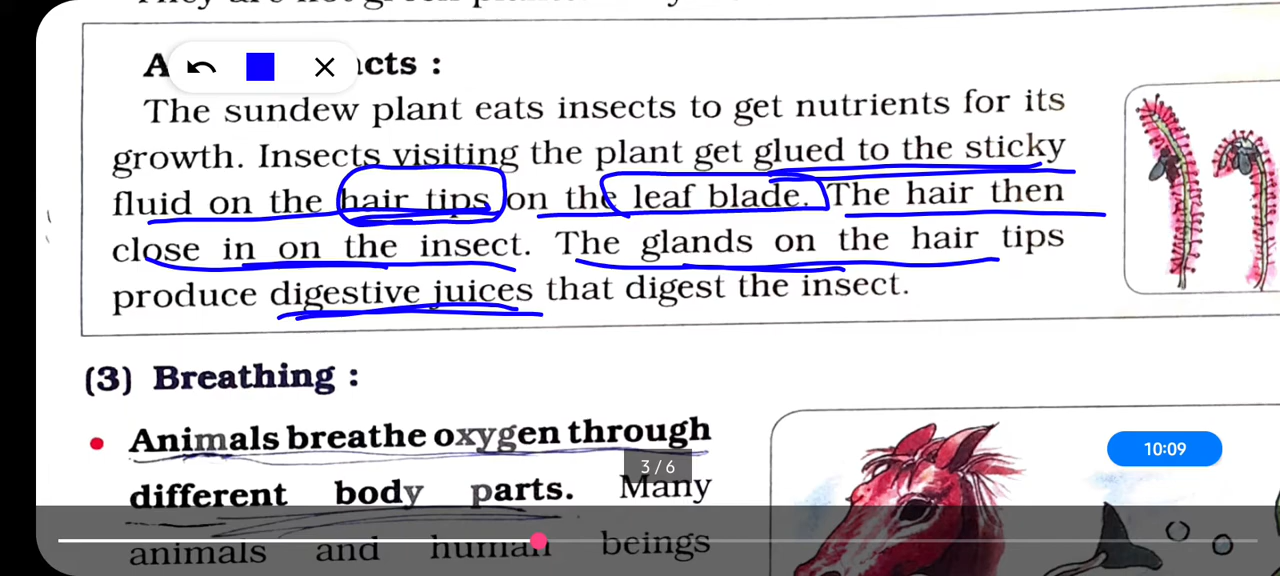 A cts :
The sundew plant eats insects to get nutrients for its
growth. Insects visiting the plant get glued to the sticky
fluid on the hair tips on the leaf blade. The hair then
close in on the insect. The glands on the hair tips
produce digestive juices that digest the insect.
(3) Breathing :
• Animals breathe oxygen through
different body parts. Many
animals and human beings
3 / 6
10:09